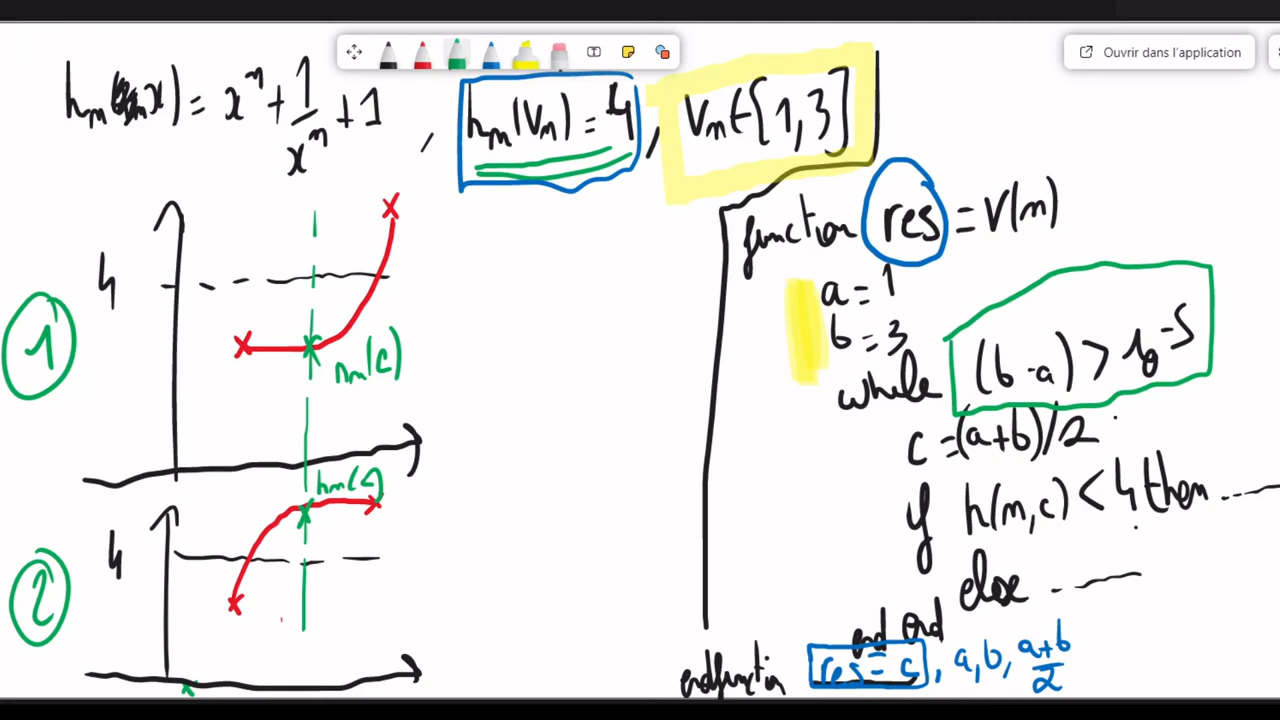 Ouvrir dans l'application
hn(x) = x^n + 1/x^n + 1 , hn(Vn) = 4 , Vn ∈ [1,3]
function res = V(n)
a = 1
b = 3
while (b-a) > 10^-5
c = (a+b)/2
if h(n,c) < 4 then ......
else ......
end end
endfunction res = c , a, b, a+b/2
1
4
hn(c)
2
4
hn(c)